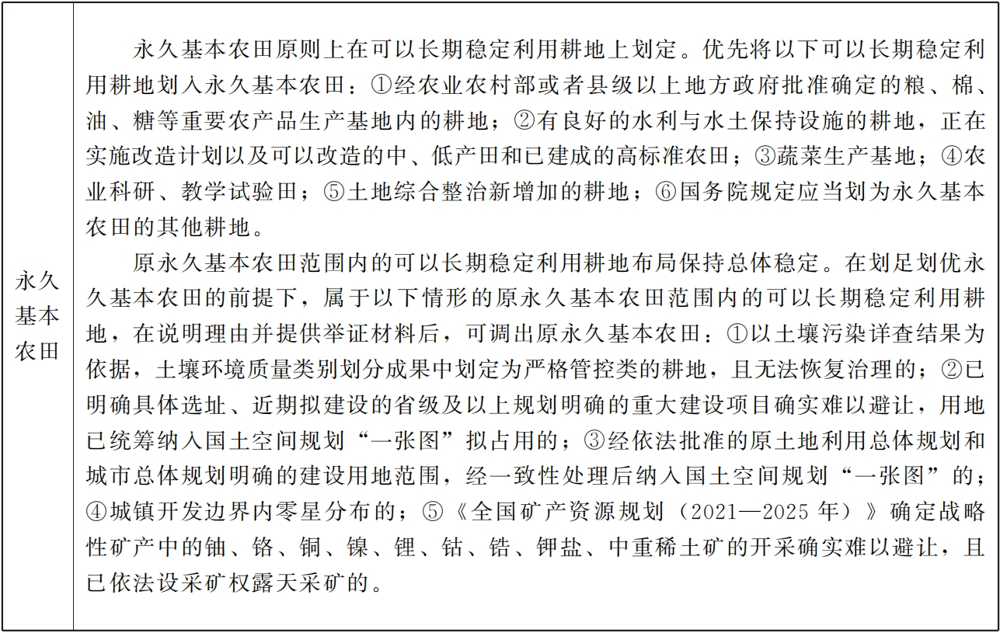 永久
基本
农田
永久基本农田原则上在可以长期稳定利用耕地上划定。优先将以下可以长期稳定利
用耕地划入永久基本农田：①经农业农村部或者县级以上地方政府批准确定的粮、棉、
油、糖等重要农产品生产基地内的耕地；②有良好的水利与水土保持设施的耕地，正在
实施改造计划以及可以改造的中、低产田和已建成的高标准农田；③蔬菜生产基地；④农
业科研、教学试验田；⑤土地综合整治新增加的耕地；⑥国务院规定应当划为永久基本
农田的其他耕地。
原永久基本农田范围内的可以长期稳定利用耕地布局保持总体稳定。在划足划优永
久基本农田的前提下，属于以下情形的原永久基本农田范围内的可以长期稳定利用耕
地，在说明理由并提供举证材料后，可调出原永久基本农田：①以土壤污染详查结果为
依据，土壤环境质量类别划分成果中划定为严格管控类的耕地，且无法恢复治理的；②已
明确具体选址、近期拟建设的省级及以上规划明确的重大建设项目确实难以避让，用地
已统筹纳入国土空间规划“一张图”拟占用的；③经依法批准的原土地利用总体规划和
城市总体规划明确的建设用地范围，经一致性处理后纳入国土空间规划“一张图”的；
④城镇开发边界内零星分布的；⑤《全国矿产资源规划（2021—2025 年）》确定战略
性矿产中的铀、铬、铜、镍、锂、钴、锆、钾盐、中重稀土矿的开采确实难以避让，且
已依法设采矿权露天采矿的。